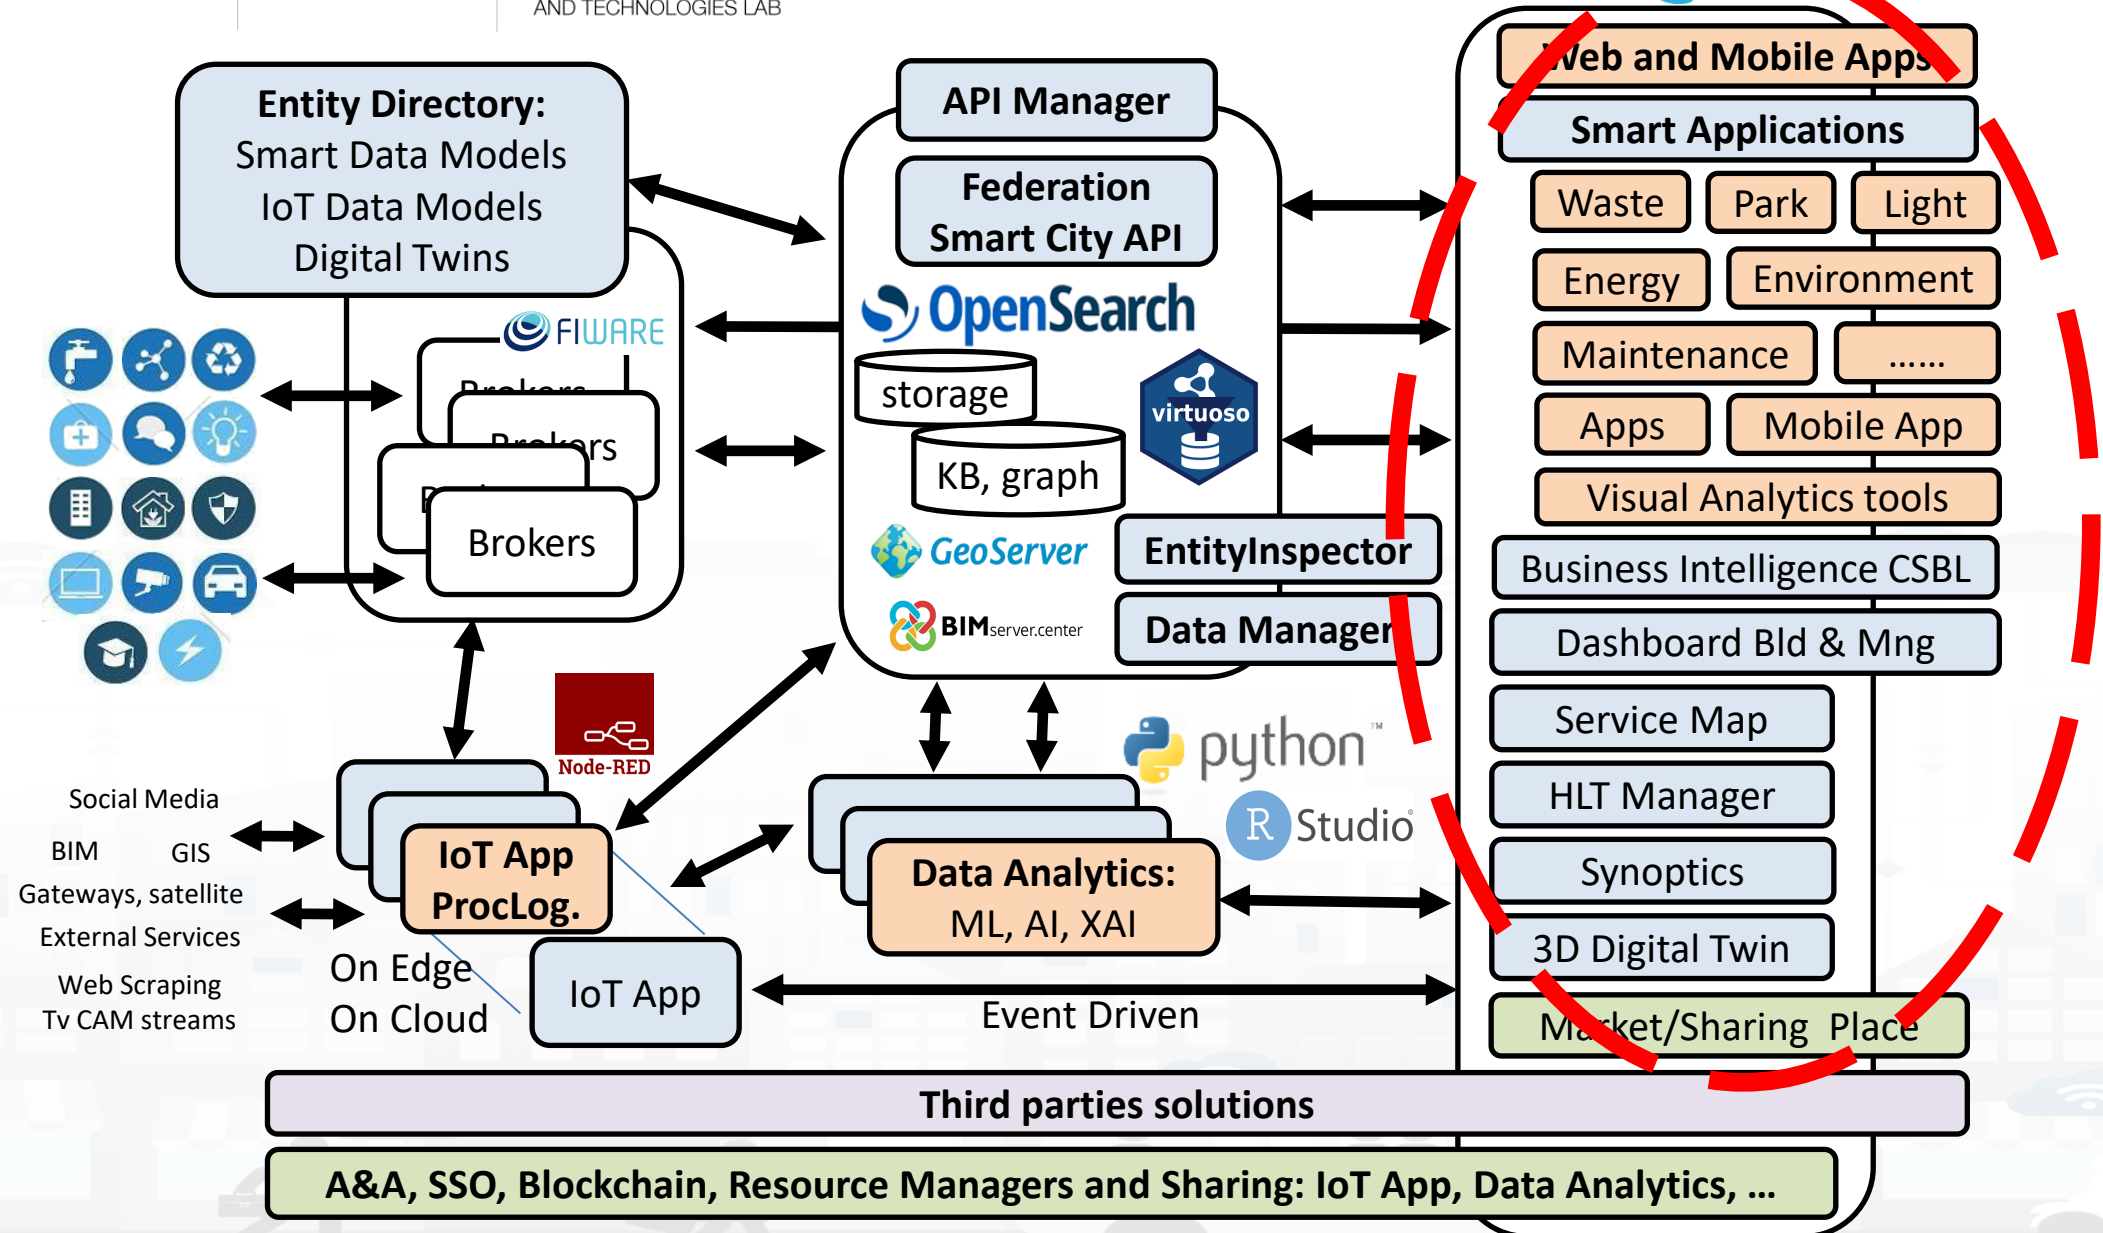 AND TECHNOLOGIES LAB
Entity Directory:
Smart Data Models
IoT Data Models
Digital Twins
FIWARE
Brokers
Brokers
Brokers
API Manager
Federation
Smart City API
OpenSearch
storage
virtuoso
KB, graph
GeoServer
EntityInspector
BIMserver.center
Data Manager
Web and Mobile Apps
Smart Applications
Waste
Park
Light
Energy
Environment
Maintenance
......
Apps
Mobile App
Visual Analytics tools
Business Intelligence CSBL
Dashboard Bld & Mng
Service Map
HLT Manager
Synoptics
3D Digital Twin
Market/Sharing Place
Node-RED
python™
R Studio
Social Media
BIM GIS
Gateways, satellite
External Services
Web Scraping
Tv CAM streams
IoT App
ProcLog.
On Edge
On Cloud
IoT App
Data Analytics:
ML, AI, XAI
Event Driven
Third parties solutions
A&A, SSO, Blockchain, Resource Managers and Sharing: IoT App, Data Analytics, ...